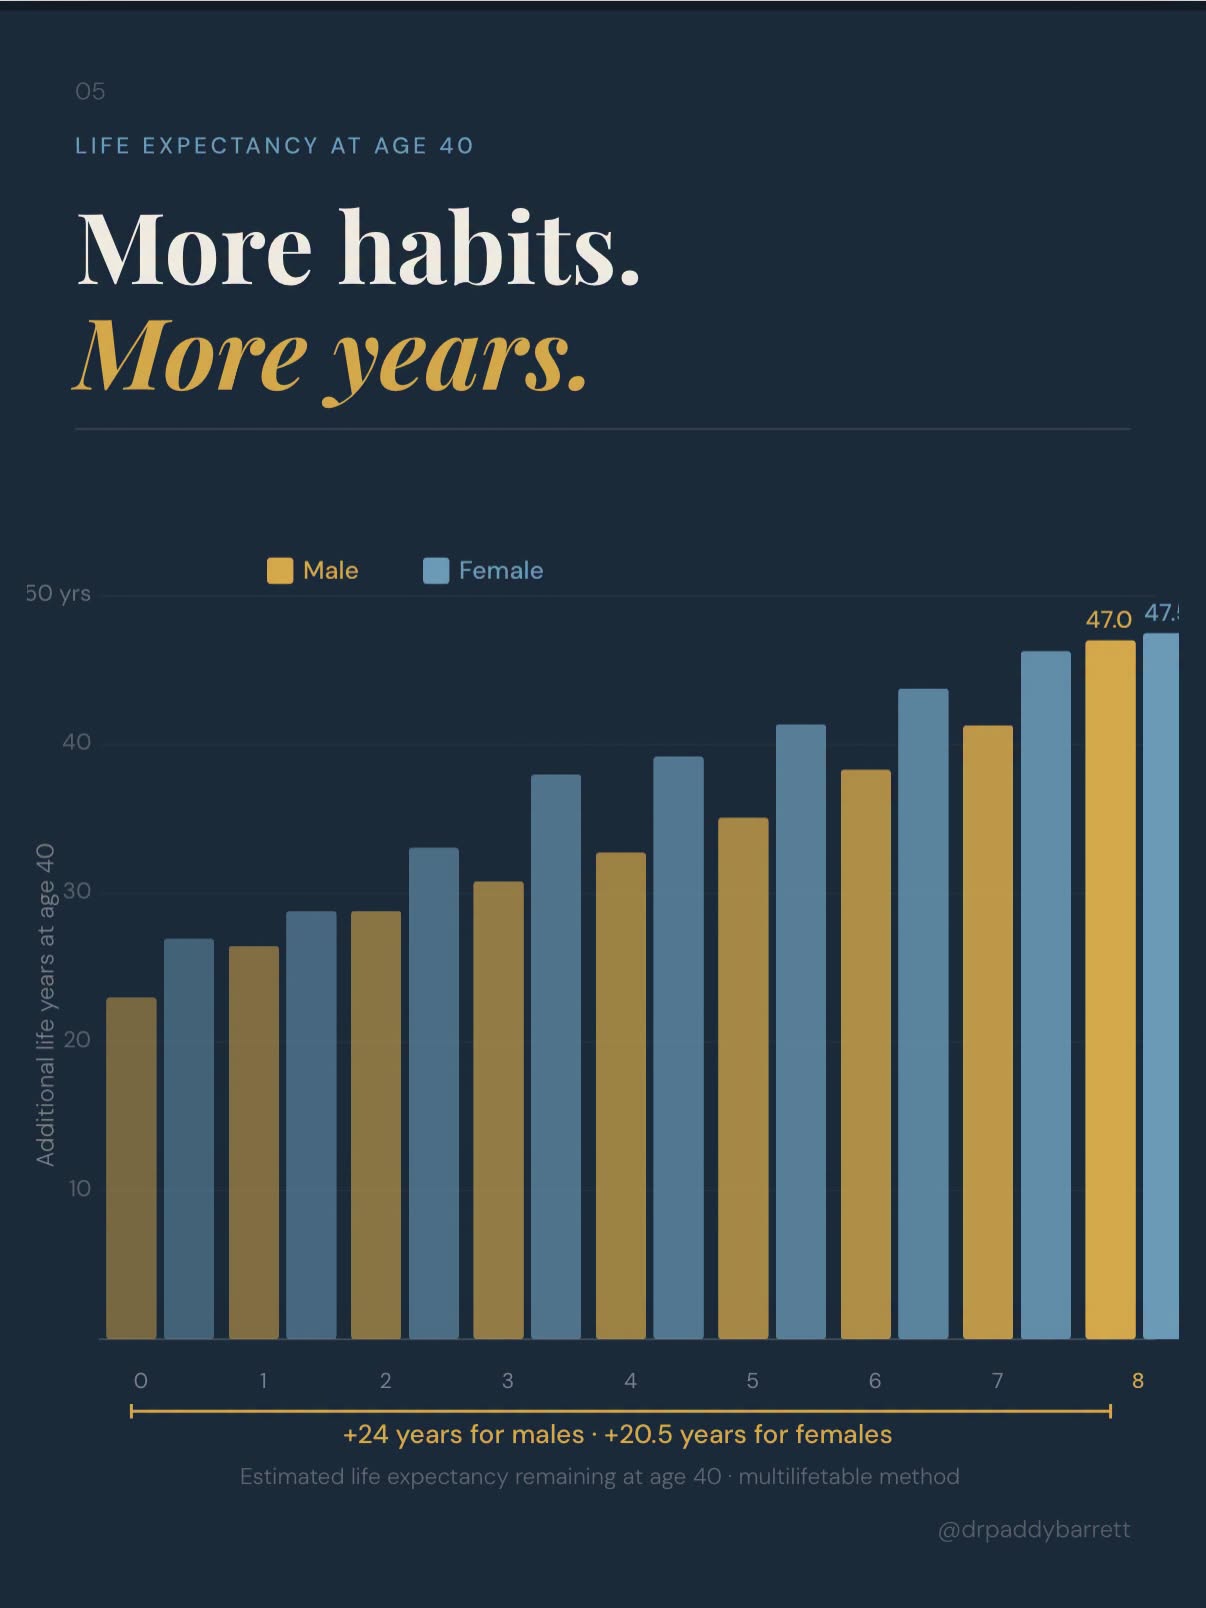 05
LIFE EXPECTANCY AT AGE 40
More habits.
More years.
Male Female
50 yrs
47.0 47.5
40
30
20
10
Additional life years at age 40
0 1 2 3 4 5 6 7 8
+24 years for males · +20.5 years for females
Estimated life expectancy remaining at age 40 · multilifetable method
@drpaddybarrett